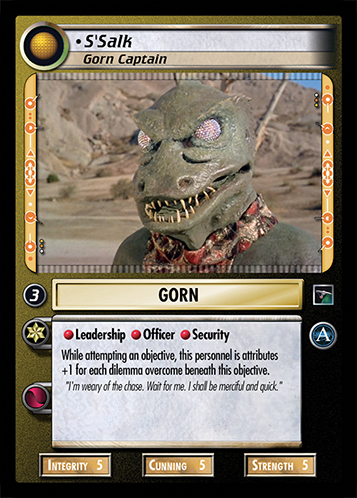 • S'Salk
Gorn Captain
3
GORN
A
Leadership Officer Security
While attempting an objective, this personnel is attributes
+1 for each dilemma overcome beneath this objective.
"I'm weary of the chase. Wait for me. I shall be merciful and quick."
INTEGRITY 5 CUNNING 5 STRENGTH 5